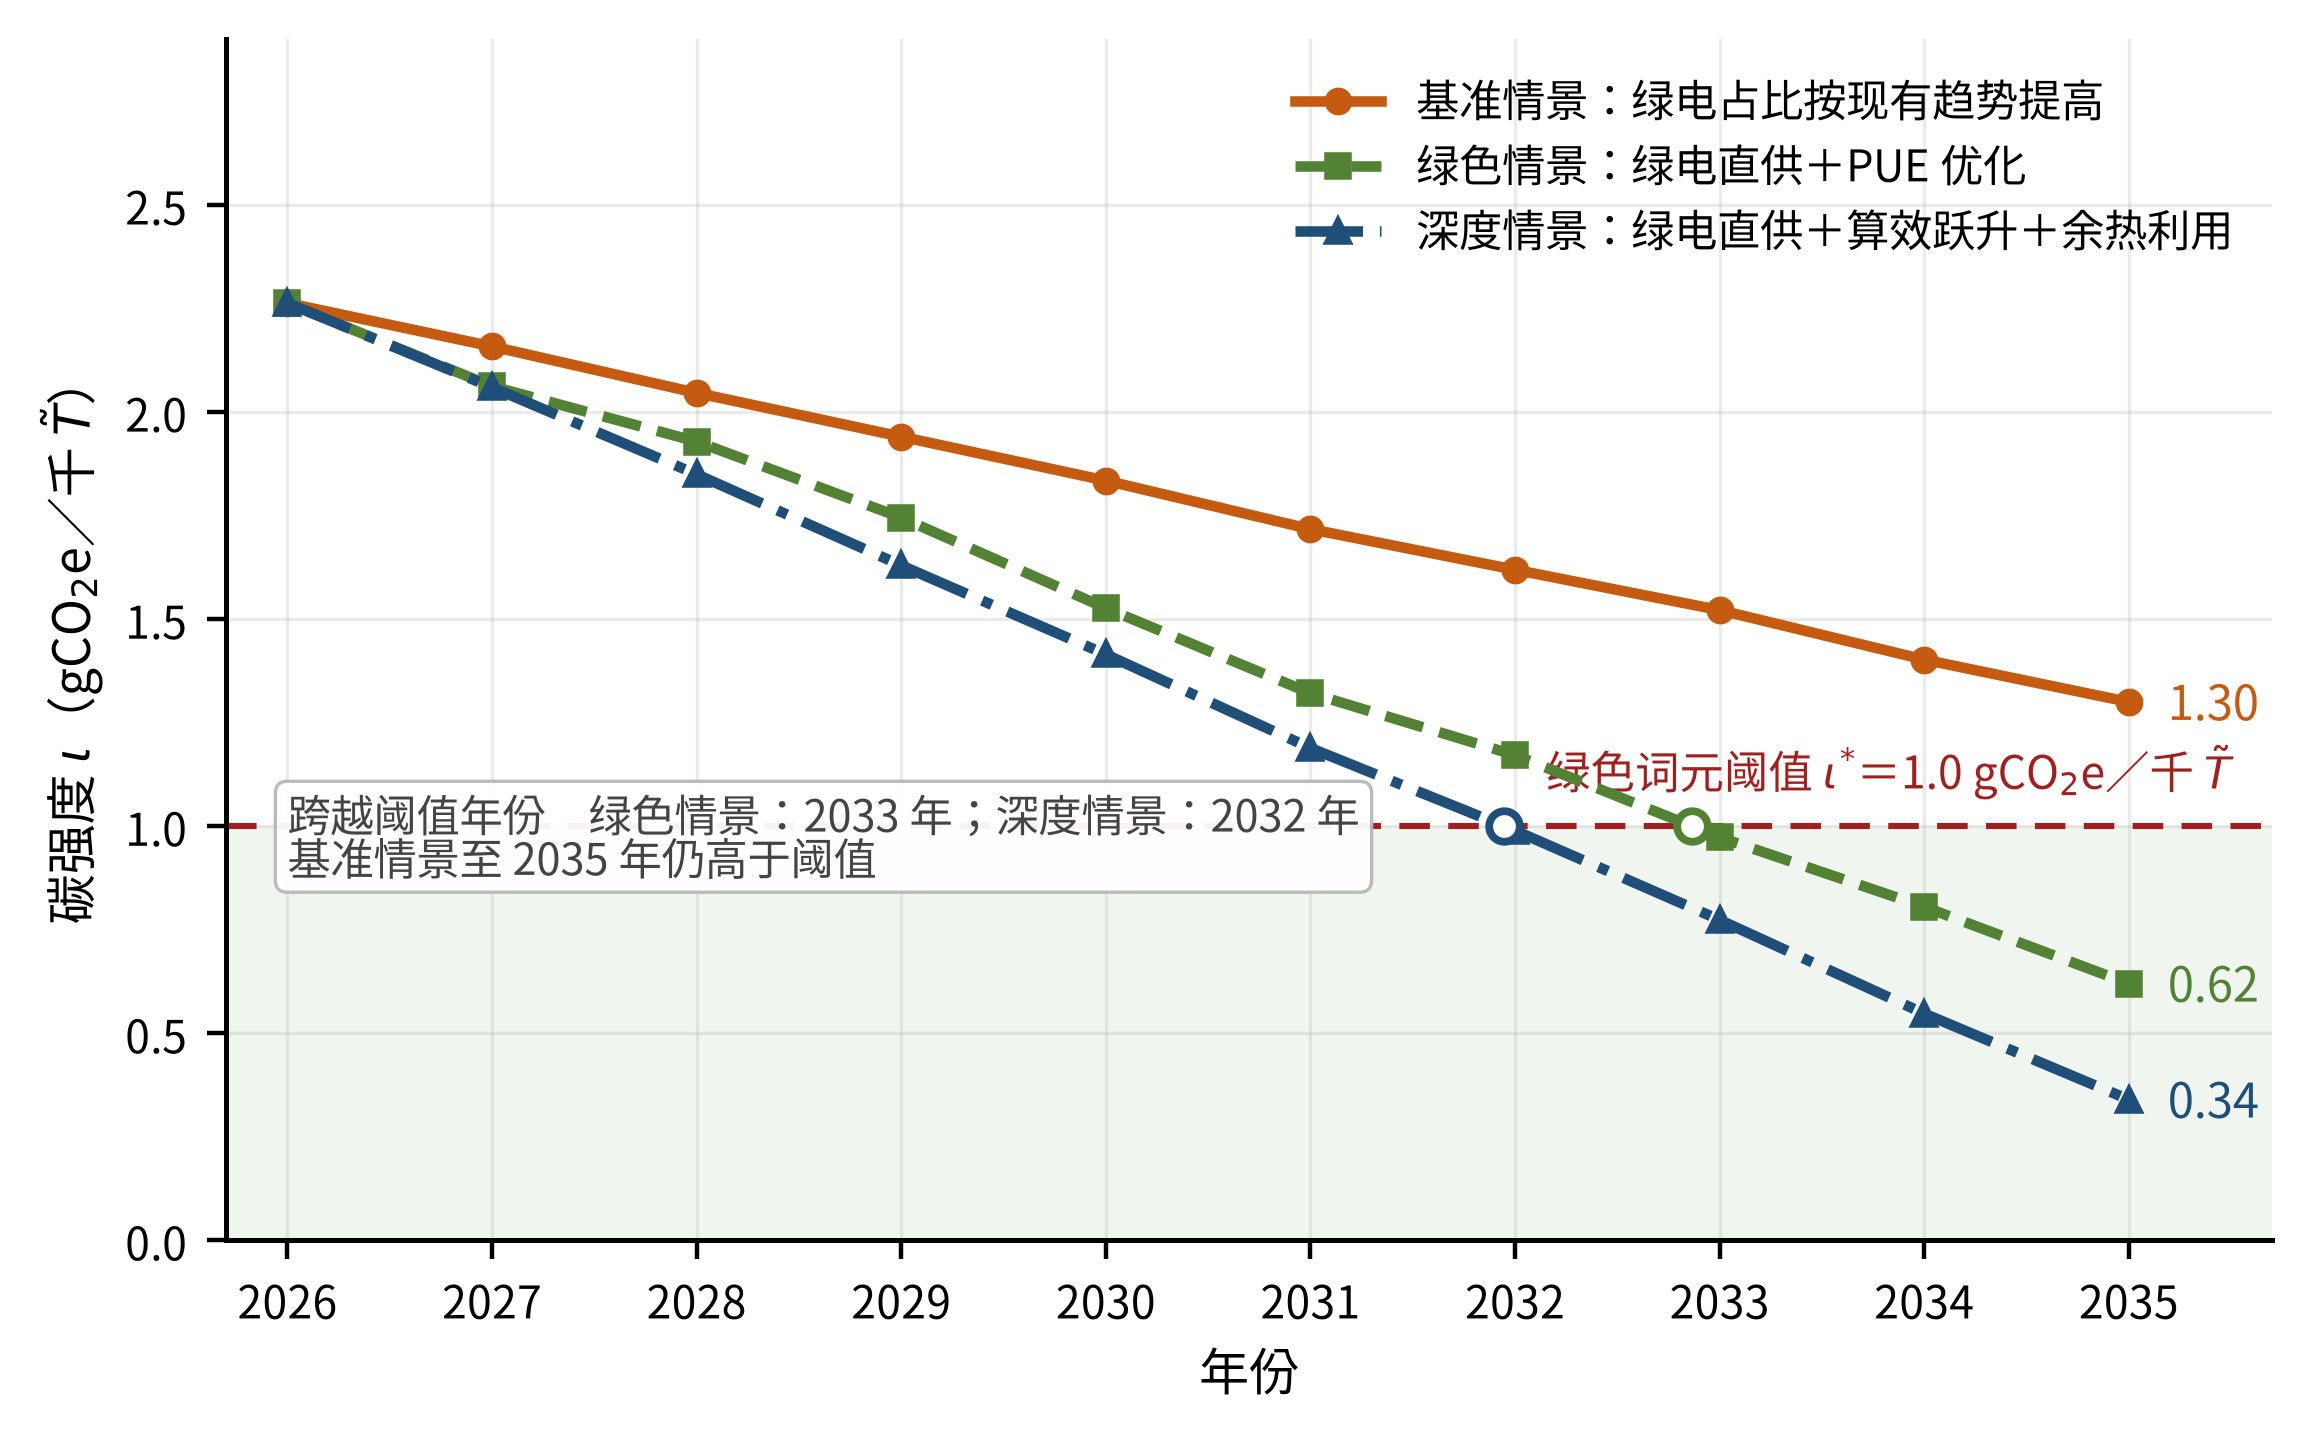 基准情景：绿电占比按现有趋势提高
绿色情景：绿电直供＋PUE 优化
深度情景：绿电直供＋算效跃升＋余热利用
碳强度 ι（gCO₂e／千 T̃）
2.5
2.0
1.5
1.0
0.5
0.0
1.30
绿色词元阈值 ι*＝1.0 gCO₂e／千 T̃
跨越阈值年份　绿色情景：2033 年；深度情景：2032 年
基准情景至 2035 年仍高于阈值
0.62
0.34
2026 2027 2028 2029 2030 2031 2032 2033 2034 2035
年份